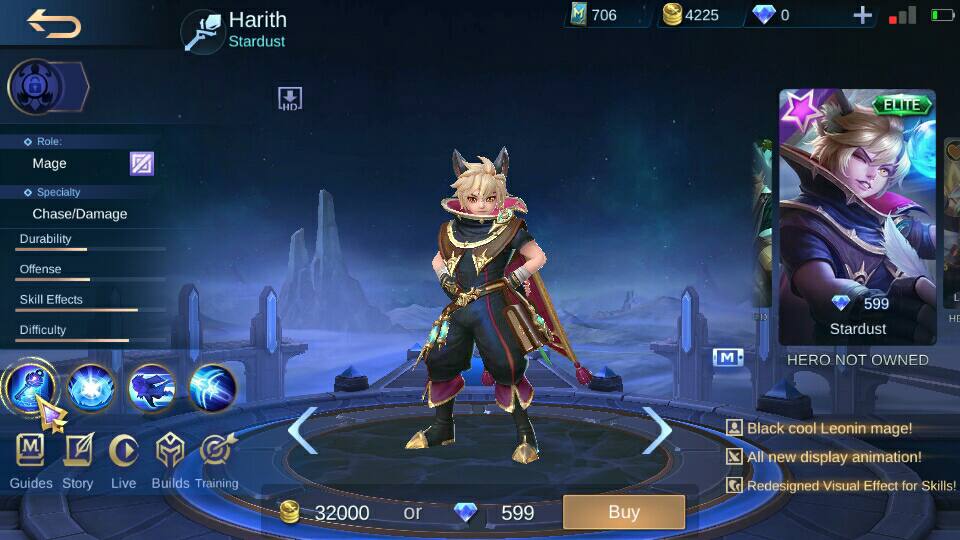 Harith
Stardust
706
4225
0
HD
Role:
Mage
Specialty
Chase/Damage
Durability
Offense
Skill Effects
Difficulty
ELITE
599
Stardust
HERO NOT OWNED
M
Black cool Leonin mage!
All new display animation!
Redesigned Visual Effect for Skills!
Guides
Story
Live
Builds
Training
32000
or
599
Buy